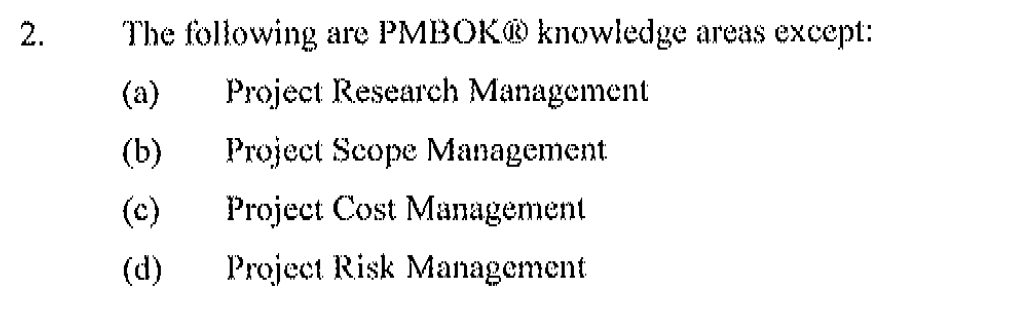 2. The following are PMBOK® knowledge areas except:
(a) Project Research Management
(b) Project Scope Management
(c) Project Cost Management
(d) Project Risk Management